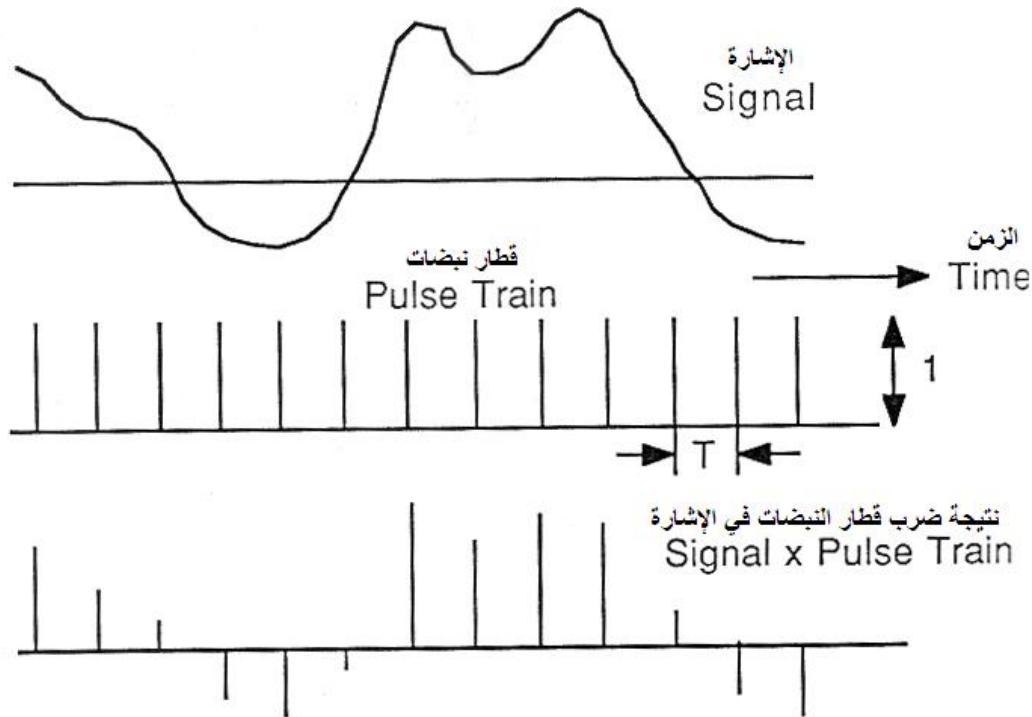 الإشارة
Signal
الزمن
Time
قطار نبضات
Pulse Train
1
T
نتيجة ضرب قطار النبضات في الإشارة
Signal x Pulse Train